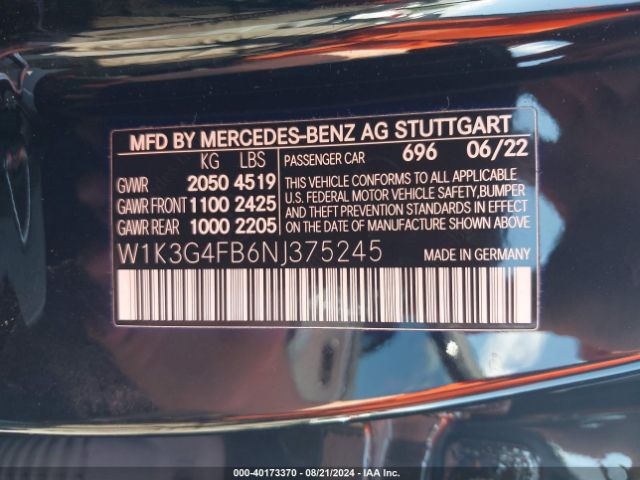 MFD BY MERCEDES-BENZ AG STUTTGART
KG LBS
GVWR 2050 4519
GAWR FRONT 1100 2425
GAWR REAR 1000 2205
PASSENGER CAR 696 06/22
THIS VEHICLE CONFORMS TO ALL APPLICABLE
U.S. FEDERAL MOTOR VEHICLE SAFETY,BUMPER
AND THEFT PREVENTION STANDARDS IN EFFECT
ON THE DATE OF MANUFACTURE SHOWN ABOVE
W1K3G4FB6NJ375245 MADE IN GERMANY
000-40173370 - 08/21/2024 - IAA Inc.